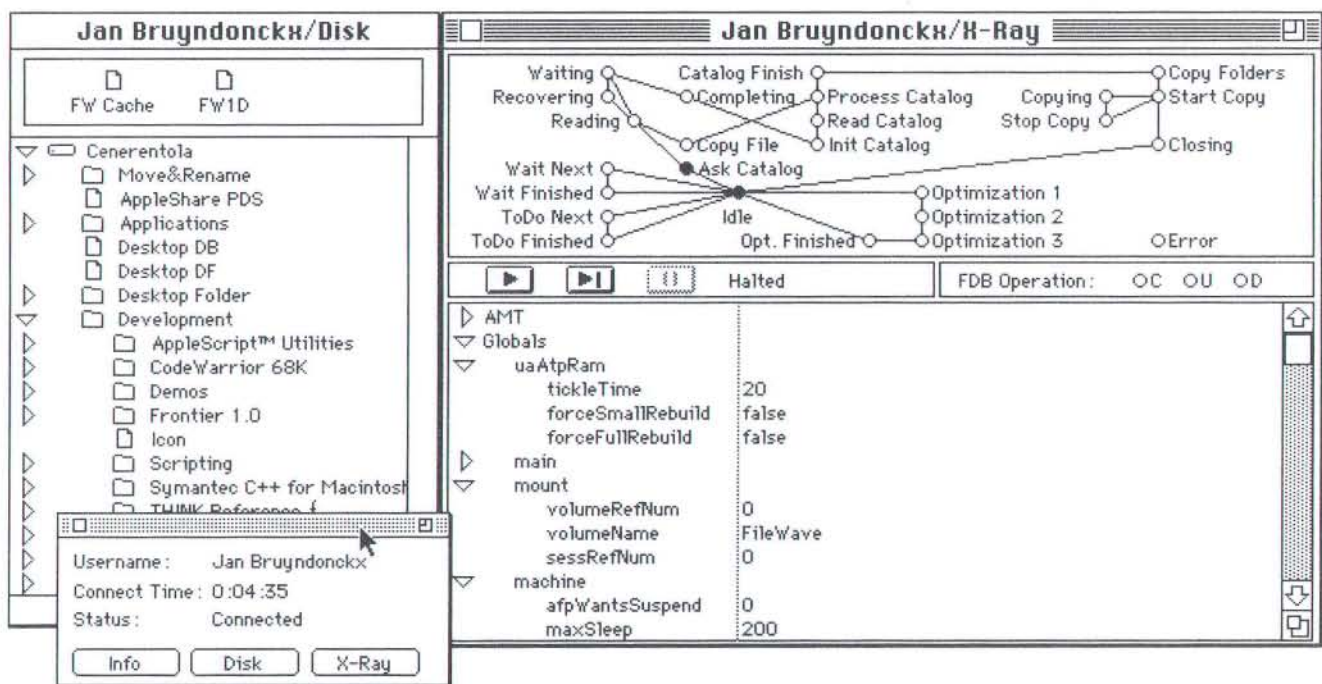 Jan Bruyndonckx/Disk
FW Cache FW1D
Cenerentola
Move&Rename
AppleShare PDS
Applications
Desktop DB
Desktop DF
Desktop Folder
Development
AppleScript™ Utilities
CodeWarrior 68K
Demos
Frontier 1.0
Icon
Scripting
Symantec C++ for Macintosh
THINK Reference f
Username: Jan Bruyndonckx
Connect Time: 0:04:35
Status: Connected
Info Disk X-Ray
Jan Bruyndonckx/X-Ray
Waiting Catalog Finish Copy Folders
Recovering Completing Process Catalog Copying Start Copy
Reading Read Catalog Stop Copy
Copy File Init Catalog Closing
Wait Next Ask Catalog
Wait Finished Optimization 1
ToDo Next Idle Optimization 2
ToDo Finished Opt. Finished Optimization 3 Error
Halted FDB Operation: C U D
AMT
Globals
uaAtpRam
tickleTime 20
forceSmallRebuild false
forceFullRebuild false
main
mount
volumeRefNum 0
volumeName FileWave
sessRefNum 0
machine
afpWantsSuspend 0
maxSleep 200